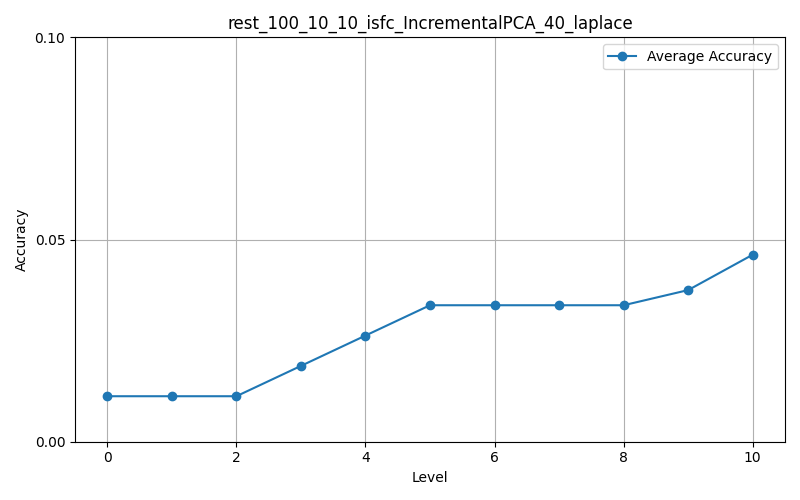 rest_100_10_10_isfc_IncrementalPCA_40_laplace
Average Accuracy
0.10
0.05
0.00
Accuracy
0 2 4 6 8 10
Level